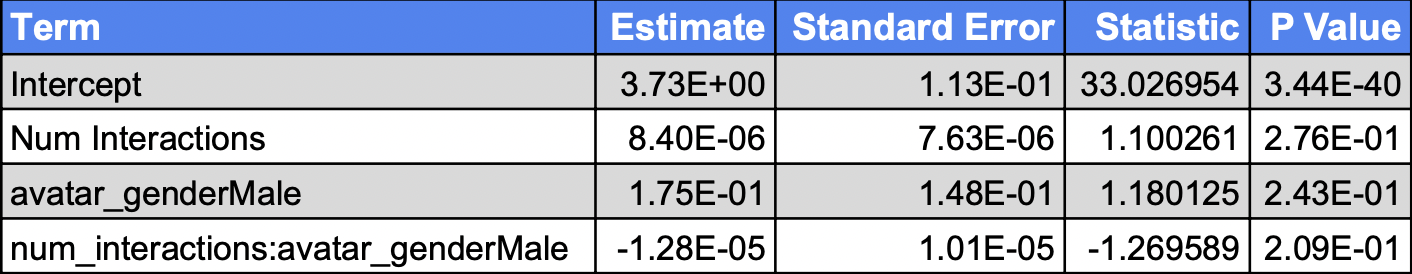 Term Estimate Standard Error Statistic P Value
Intercept 3.73E+00 1.13E-01 33.026954 3.44E-40
Num Interactions 8.40E-06 7.63E-06 1.100261 2.76E-01
avatar_genderMale 1.75E-01 1.48E-01 1.180125 2.43E-01
num_interactions:avatar_genderMale -1.28E-05 1.01E-05 -1.269589 2.09E-01